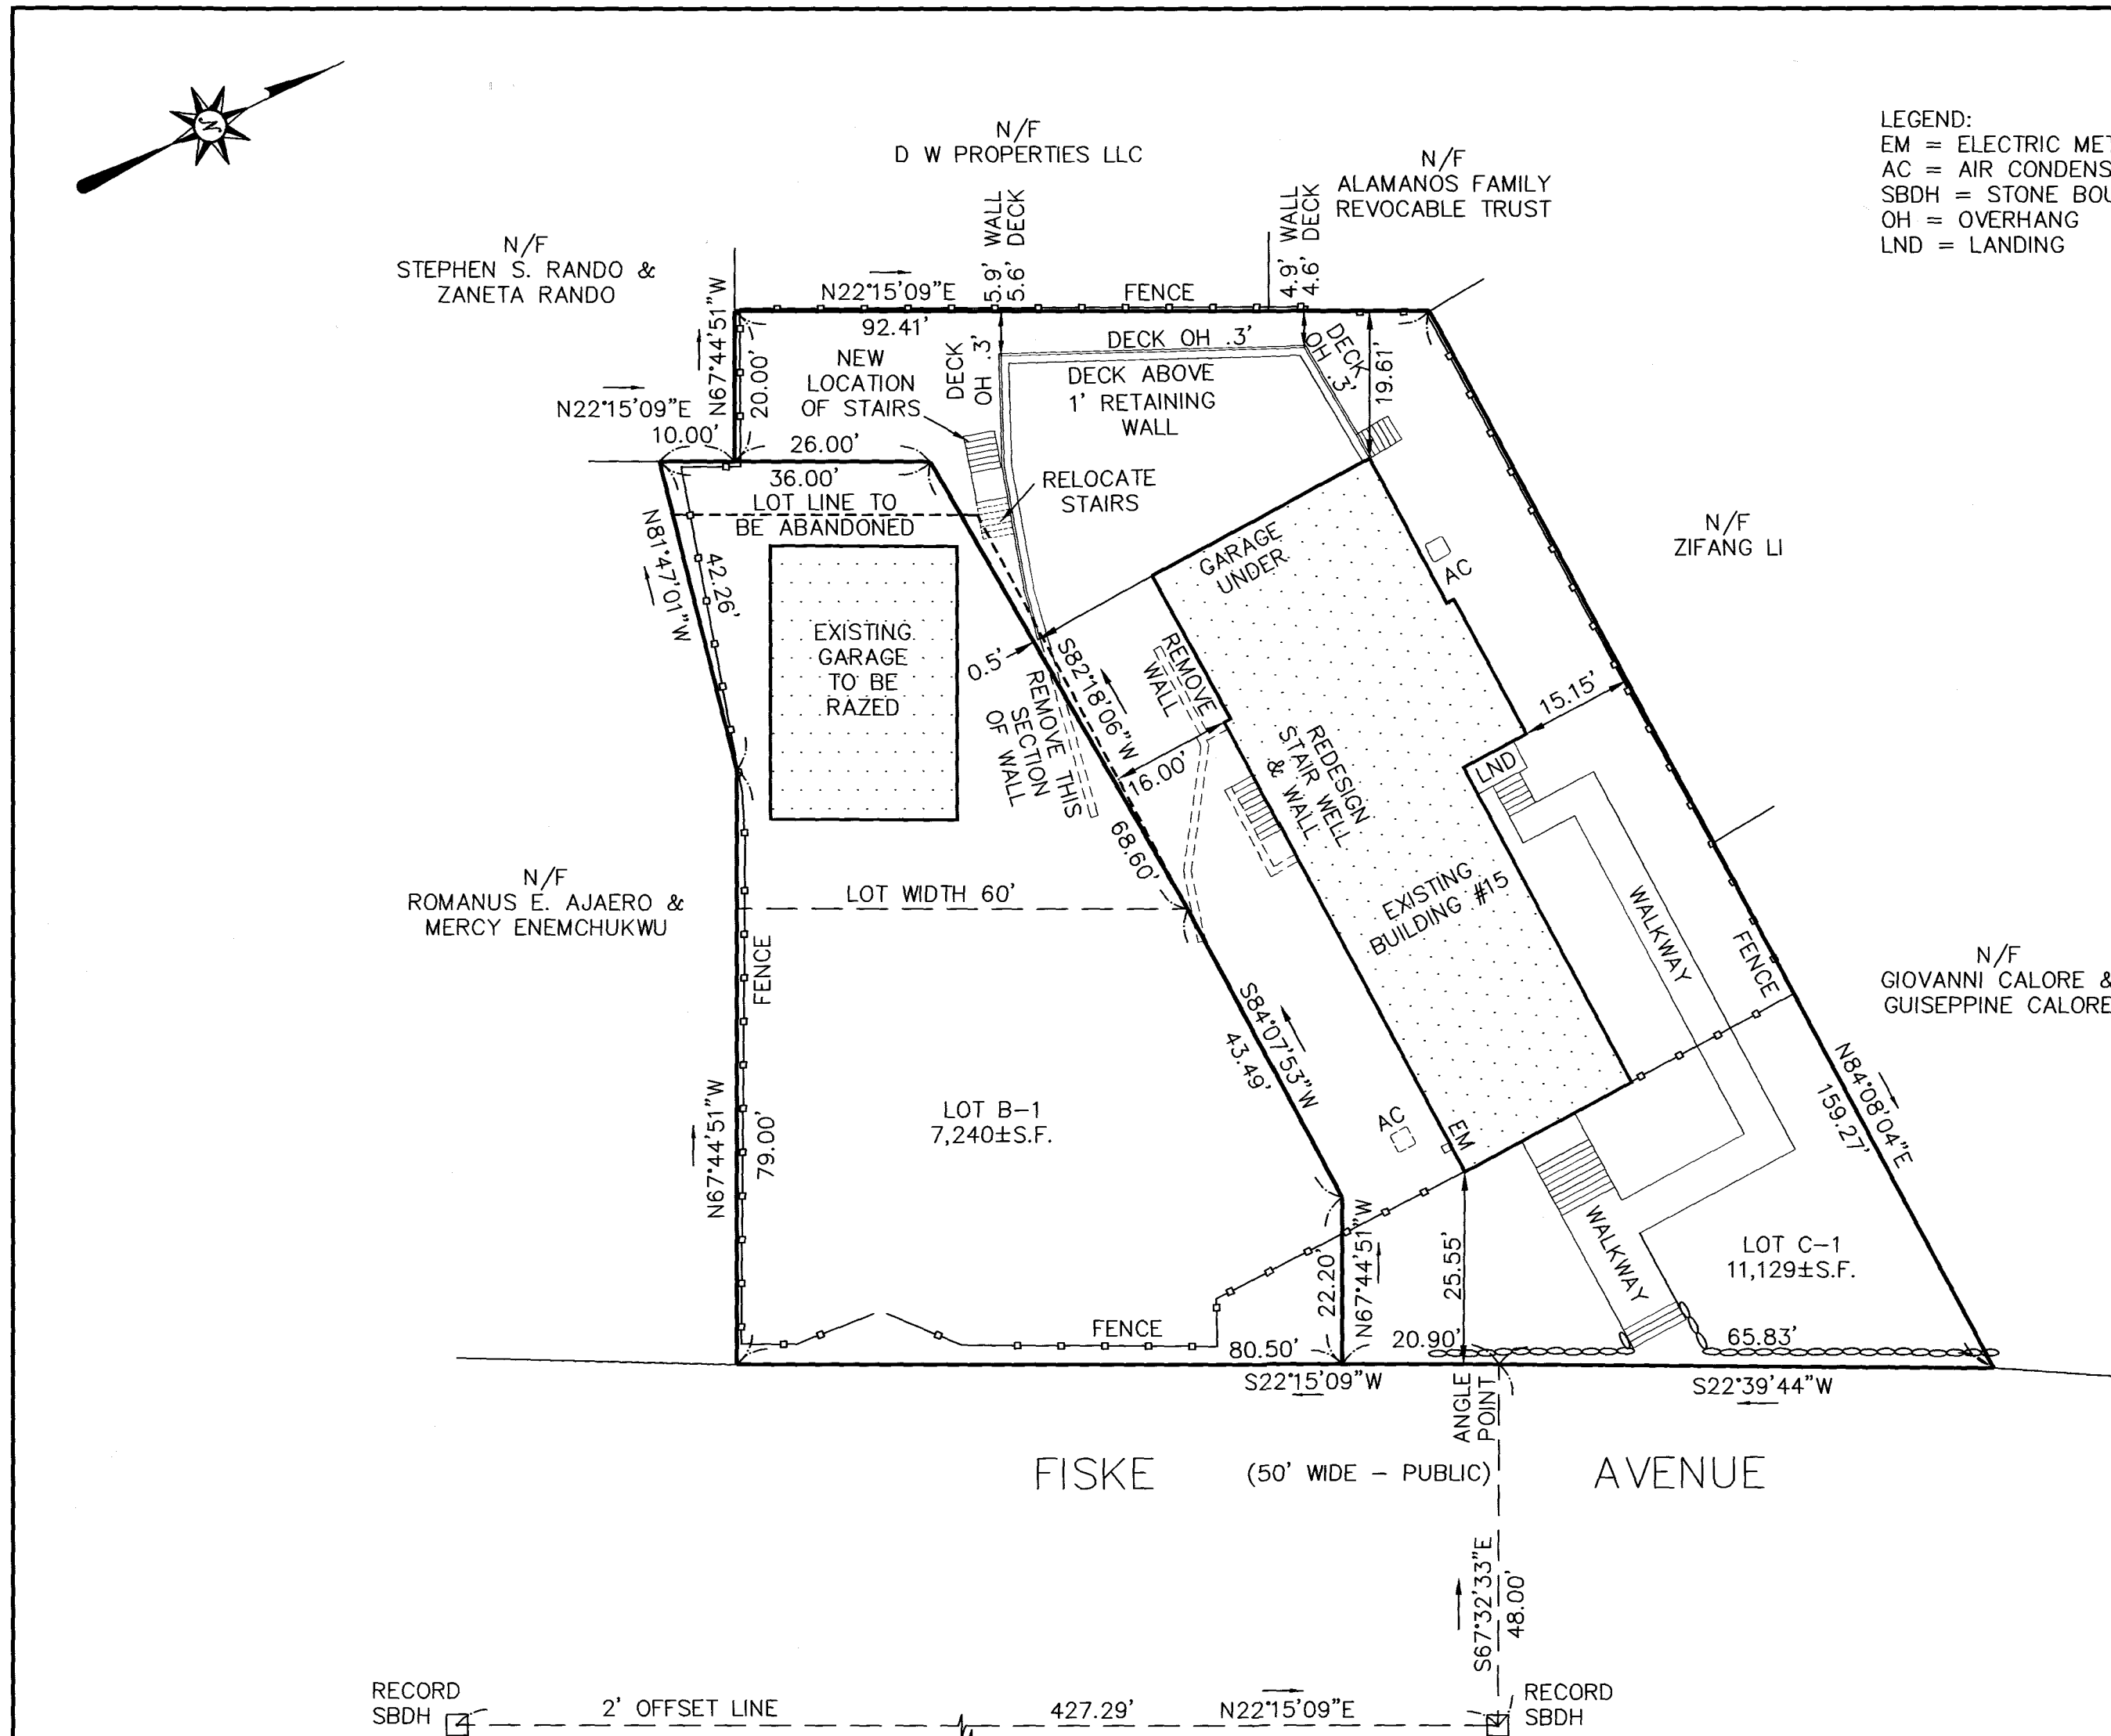 N
N/F
D W PROPERTIES LLC
N/F
ALAMANOS FAMILY
REVOCABLE TRUST
LEGEND:
EM = ELECTRIC MET
AC = AIR CONDENS
SBDH = STONE BOU
OH = OVERHANG
LND = LANDING
N/F
STEPHEN S. RANDO &
ZANETA RANDO
5.9' WALL
5.6' DECK
4.9' WALL
4.6' DECK
N22°15'09"E
92.41'
FENCE
N67°44'51"W
20.00'
NEW
LOCATION
OF STAIRS
DECK
OH .3'
DECK OH .3'
DECK
OH .3'
19.61'
DECK ABOVE
1' RETAINING
WALL
N22°15'09"E
10.00'
26.00'
36.00'
LOT LINE TO
BE ABANDONED
RELOCATE
STAIRS
N81°47'01"W
42.26'
EXISTING
GARAGE
TO BE
RAZED
GARAGE
UNDER
AC
N/F
ZIFANG LI
0.5'
REMOVE THIS
SECTION
OF WALL
S82°18'06"W
68.60'
REMOVE
WALL
16.00'
REDESIGN
STAIR WELL
& WALL
15.15'
LND
N/F
ROMANUS E. AJAERO &
MERCY ENEMCHUKWU
LOT WIDTH 60'
FENCE
EXISTING
BUILDING #15
WALKWAY
FENCE
N/F
GIOVANNI CALORE &
GUISEPPINE CALORE
S84°07'53"W
43.49'
N84°08'04"E
159.27'
N67°44'51"W
79.00'
LOT B-1
7,240±S.F.
AC
EM
22.20'
N67°44'51"W
25.55'
WALKWAY
LOT C-1
11,129±S.F.
FENCE
80.50'
20.90'
65.83'
S22°15'09"W
ANGLE
POINT
S22°39'44"W
FISKE (50' WIDE - PUBLIC) AVENUE
S67°32'33"E
48.00'
RECORD
SBDH
2' OFFSET LINE
427.29'
N22°15'09"E
RECORD
SBDH